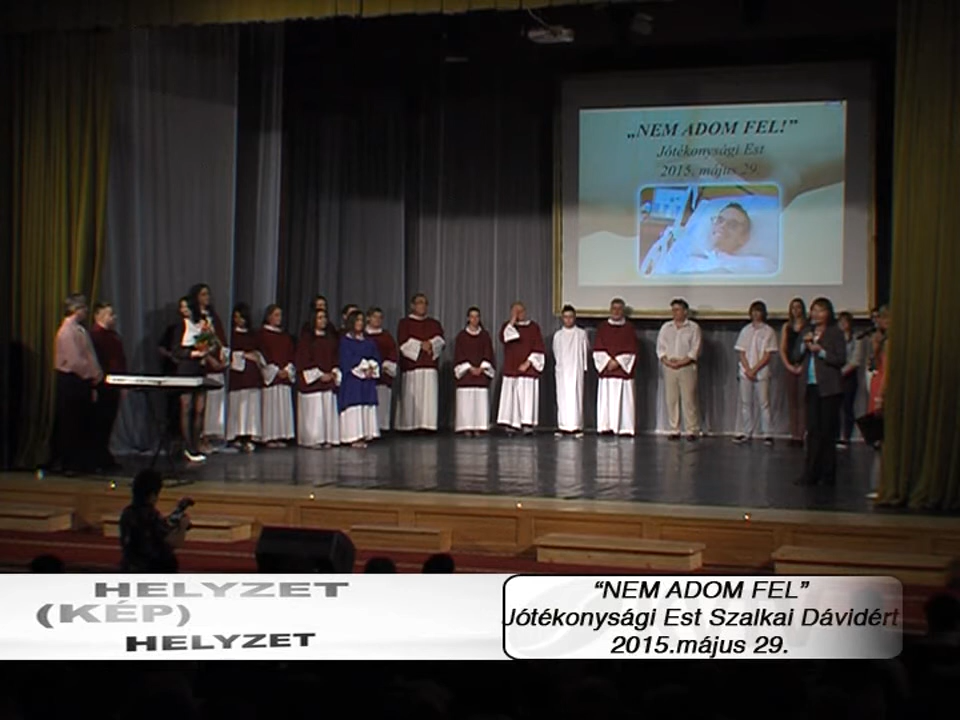 „NEM ADOM FEL!”
Jótékonysági Est
2015. május 29.
HELYZET
(KÉP)
HELYZET
“NEM ADOM FEL”
Jótékonysági Est Szalkai Dávidért
2015.május 29.